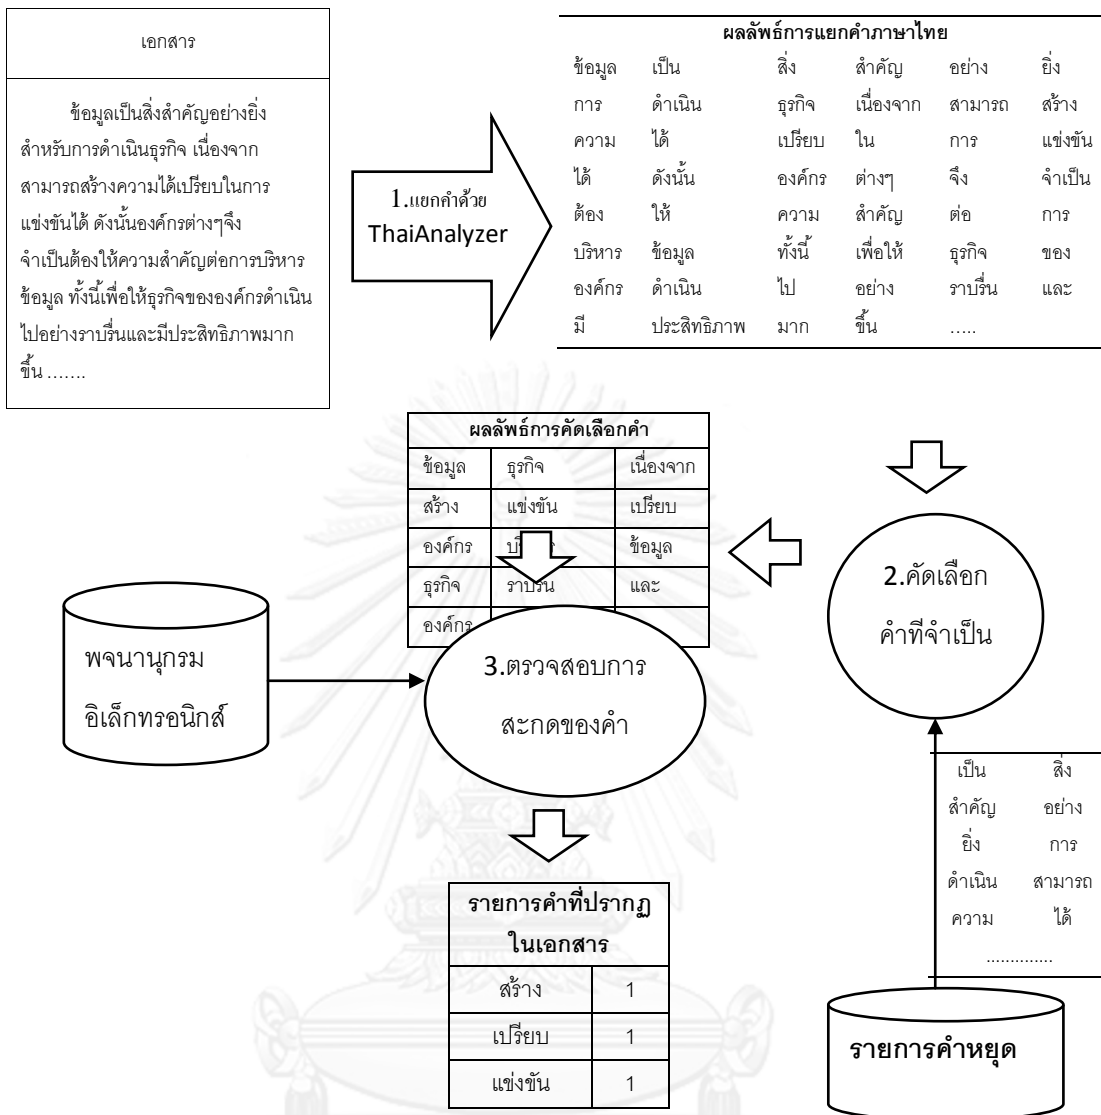 เอกสาร
ข้อมูลเป็นสิ่งสำคัญอย่างยิ่ง
สำหรับการดำเนินธุรกิจ เนื่องจาก
สามารถสร้างความได้เปรียบในการ
แข่งขันได้ ดังนั้นองค์กรต่างๆจึง
จำเป็นต้องให้ความสำคัญต่อการบริหาร
ข้อมูล ทั้งนี้เพื่อให้ธุรกิจขององค์กรดำเนิน
ไปอย่างราบรื่นและมีประสิทธิภาพมาก
ขึ้น .......
1.แยกคำด้วย
ThaiAnalyzer
ผลลัพธ์การแยกคำภาษาไทย
ข้อมูล เป็น สิ่ง สำคัญ อย่าง ยิ่ง
การ ดำเนิน ธุรกิจ เนื่องจาก สามารถ สร้าง
ความ ได้ เปรียบ ใน การ แข่งขัน
ได้ ดังนั้น องค์กร ต่างๆ จึง จำเป็น
ต้อง ให้ ความ สำคัญ ต่อ การ
บริหาร ข้อมูล ทั้งนี้ เพื่อให้ ธุรกิจ ของ
องค์กร ดำเนิน ไป อย่าง ราบรื่น และ
มี ประสิทธิภาพ มาก ขึ้น .....
ผลลัพธ์การคัดเลือกคำ
ข้อมูล ธุรกิจ เนื่องจาก
สร้าง แข่งขัน เปรียบ
องค์กร ข้อมูล
ธุรกิจ ราบรื่น และ
องค์กร
2.คัดเลือก
คำที่จำเป็น
พจนานุกรม
อิเล็กทรอนิกส์
3.ตรวจสอบการ
สะกดของคำ
เป็น สิ่ง
สำคัญ อย่าง
ยิ่ง การ
ดำเนิน สามารถ
ความ ได้
.............
รายการคำหยุด
รายการคำที่ปรากฏ
ในเอกสาร
สร้าง 1
เปรียบ 1
แข่งขัน 1